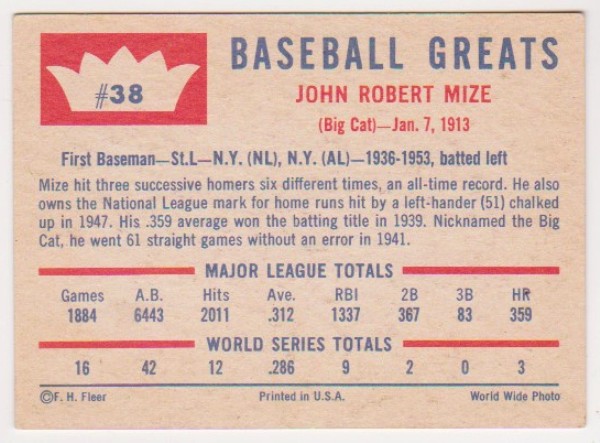 #38
BASEBALL GREATS
JOHN ROBERT MIZE
(Big Cat)—Jan. 7, 1913
First Baseman—St.L—N.Y. (NL), N.Y. (AL)—1936-1953, batted left
Mize hit three successive homers six different times, an all-time record. He also
owns the National League mark for home runs hit by a left-hander (51) chalked
up in 1947. His .359 average won the batting title in 1939. Nicknamed the Big
Cat, he went 61 straight games without an error in 1941.
MAJOR LEAGUE TOTALS
Games A.B. Hits Ave. RBI 2B 3B HR
1884 6443 2011 .312 1337 367 83 359
WORLD SERIES TOTALS
16 42 12 .286 9 2 0 3
©F. H. Fleer Printed in U.S.A. World Wide Photo